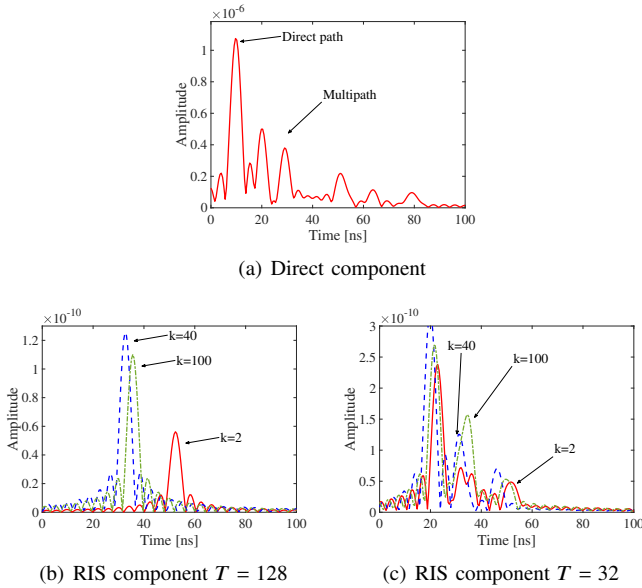 ×10^-6
Direct path
Multipath
Amplitude
1
0.8
0.6
0.4
0.2
0
0 20 40 60 80 100
Time [ns]
(a) Direct component
×10^-10
k=40
k=100
k=2
Amplitude
1.2
1
0.8
0.6
0.4
0.2
0
0 20 40 60 80 100
Time [ns]
(b) RIS component T = 128
×10^-10
k=40
k=100
k=2
Amplitude
3
2.5
2
1.5
1
0.5
0
0 20 40 60 80 100
Time [ns]
(c) RIS component T = 32